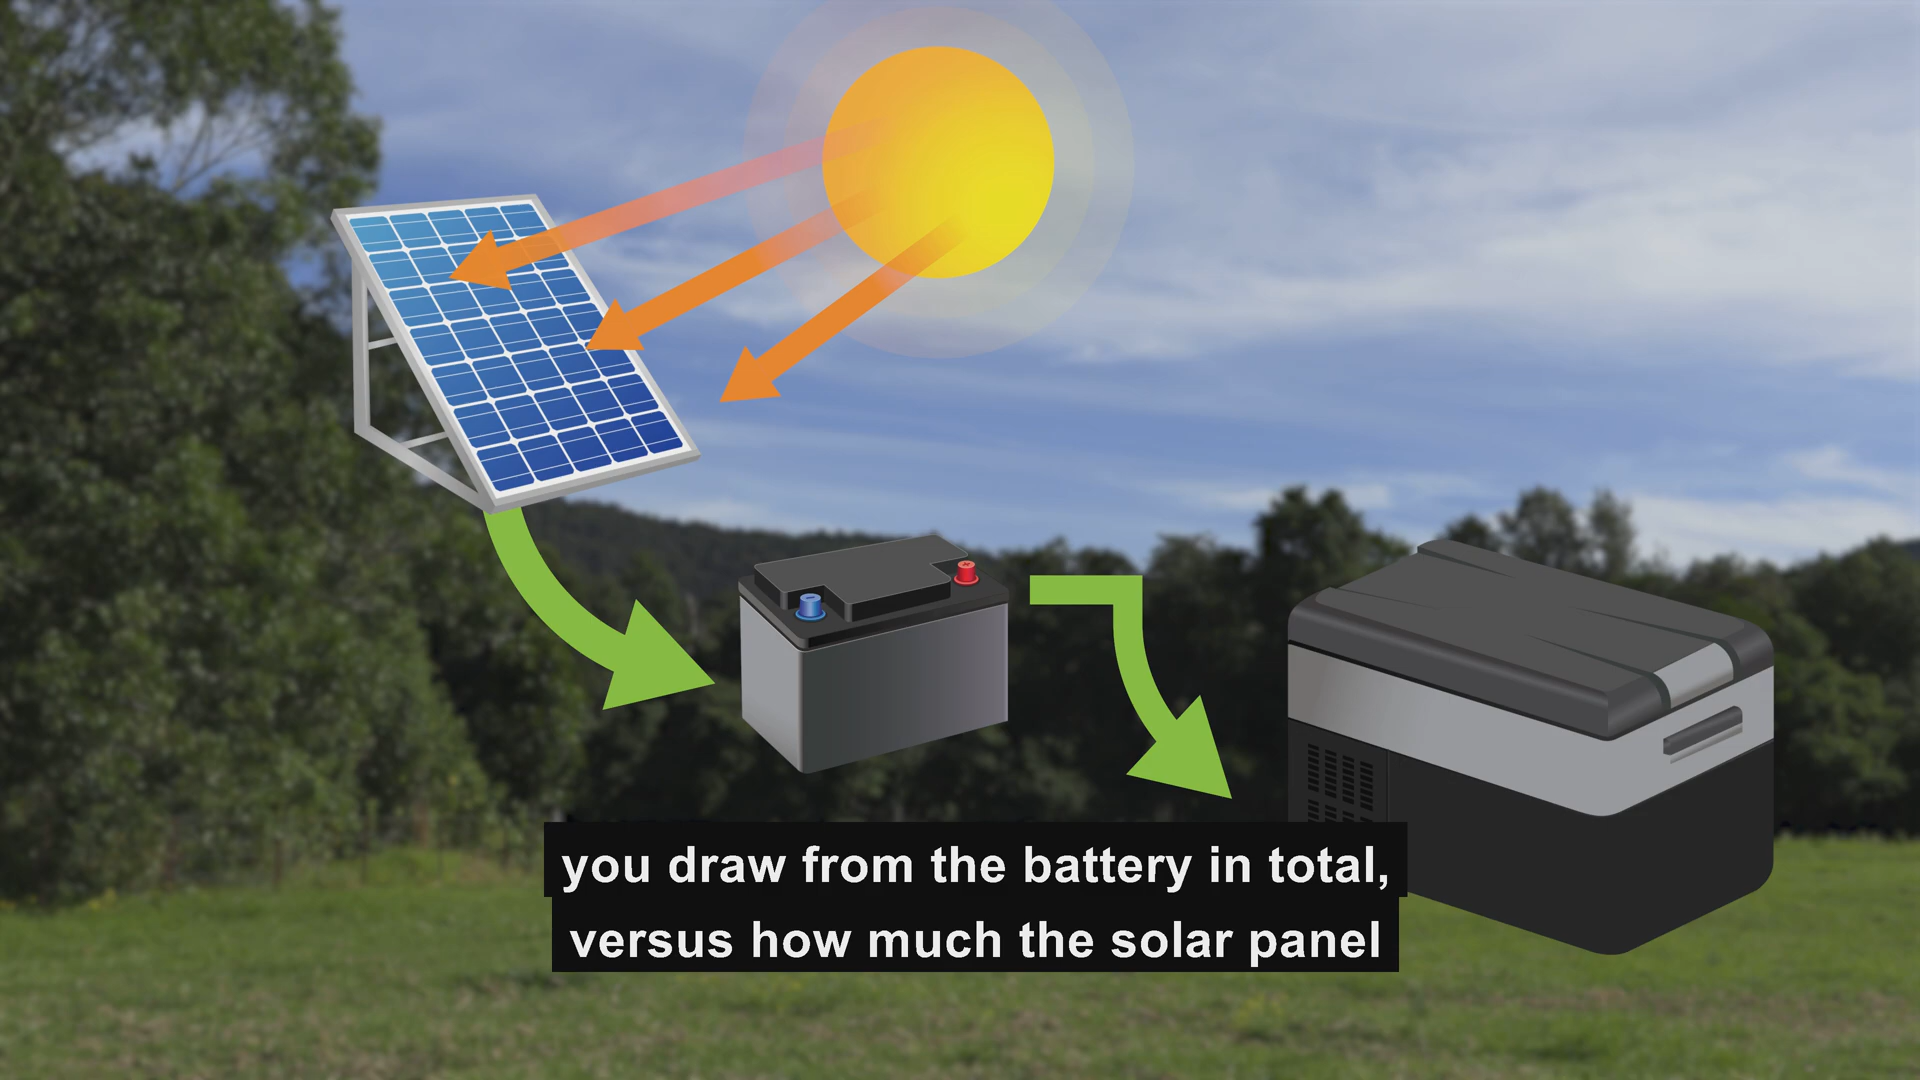 you draw from the battery in total,
versus how much the solar panel